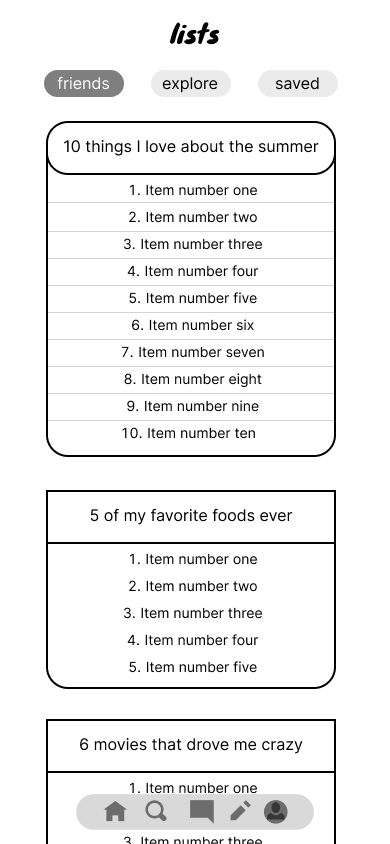 lists
friends explore saved
10 things I love about the summer
1. Item number one
2. Item number two
3. Item number three
4. Item number four
5. Item number five
6. Item number six
7. Item number seven
8. Item number eight
9. Item number nine
10. Item number ten
5 of my favorite foods ever
1. Item number one
2. Item number two
3. Item number three
4. Item number four
5. Item number five
6 movies that drove me crazy
1. Item number one
3. Item number three